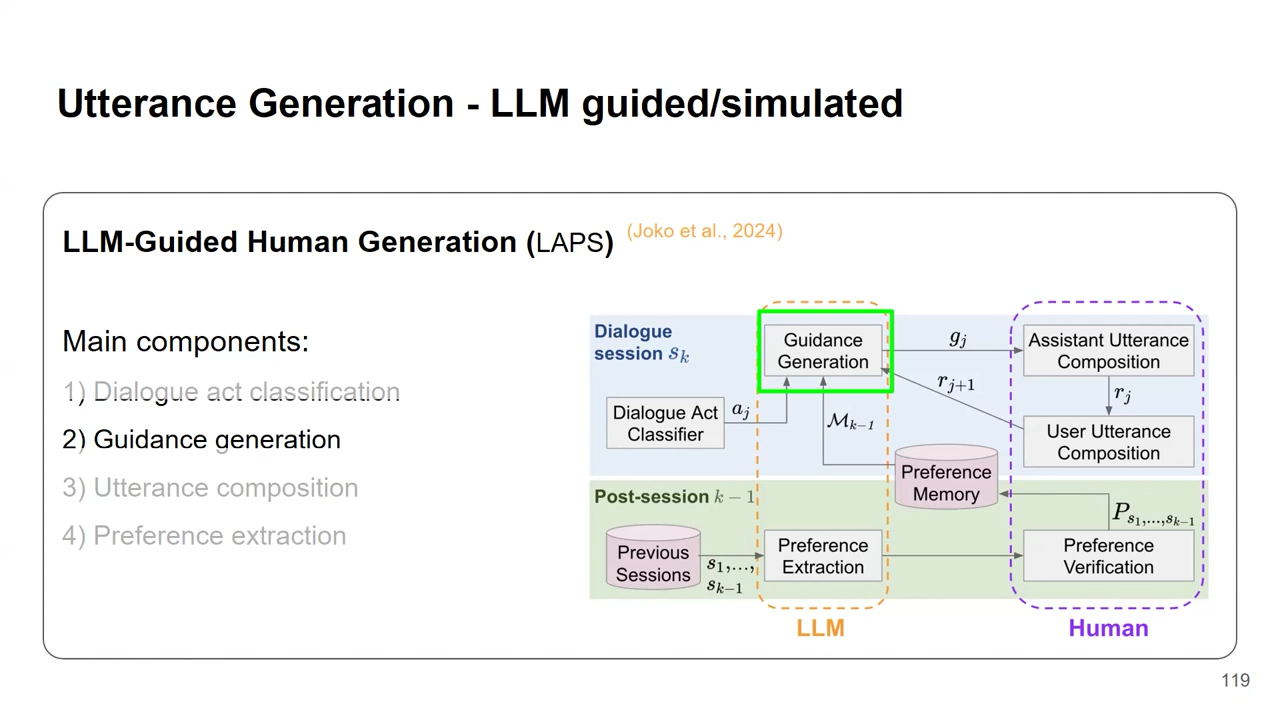 Utterance Generation - LLM guided/simulated
LLM-Guided Human Generation (LAPS) (Joko et al., 2024)
Main components:
1) Dialogue act classification
2) Guidance generation
3) Utterance composition
4) Preference extraction
Dialogue
session s_k
Guidance
Generation
g_j
Assistant Utterance
Composition
r_{j+1}
r_j
Dialogue Act
Classifier
a_j
M_{k-1}
User Utterance
Composition
Preference
Memory
Post-session k − 1
P_{s_1,...,s_{k-1}}
Previous
Sessions
s_1,...,
s_{k-1}
Preference
Extraction
Preference
Verification
LLM
Human
119